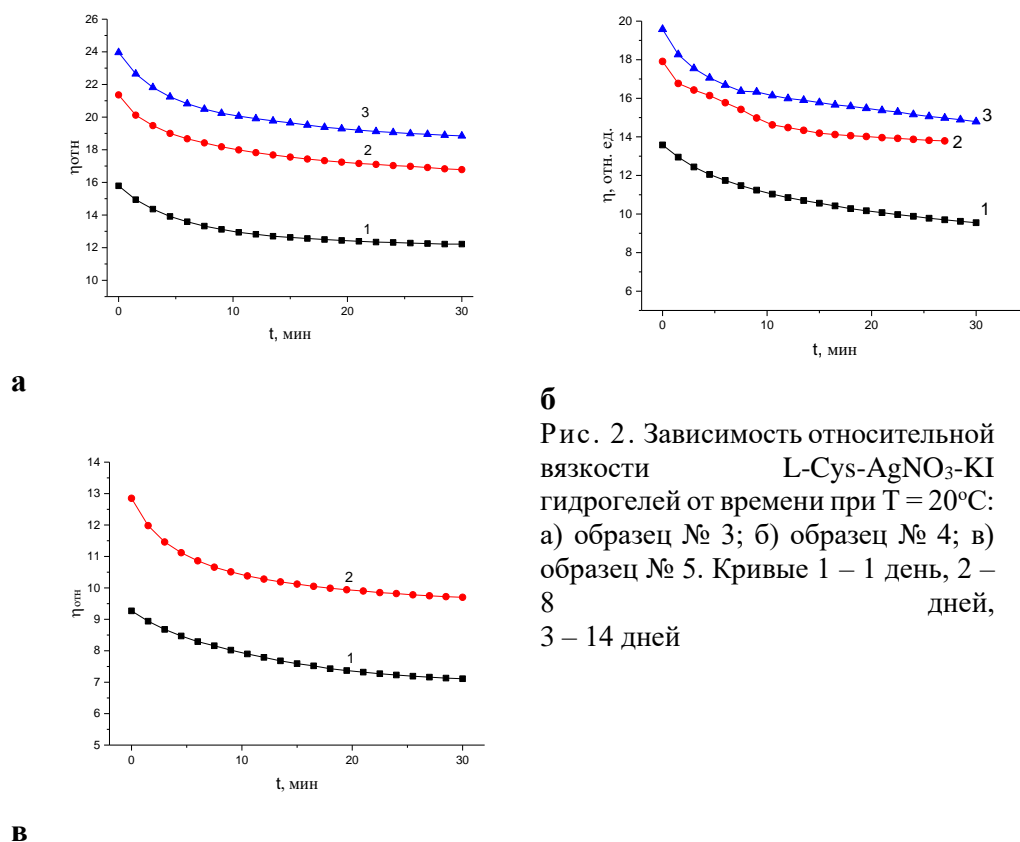 26
24
22
20
18
16
14
12
10
ηотн
3
2
1
0
10
20
30
t, мин
а
20
18
16
14
12
10
8
6
η, отн. ед.
3
2
1
0
10
20
30
t, мин
б
Рис. 2. Зависимость относительной
вязкости L-Cys-AgNO₃-KI
гидрогелей от времени при T = 20°C:
а) образец № 3; б) образец № 4; в)
образец № 5. Кривые 1 – 1 день, 2 –
8 дней,
3 – 14 дней
14
13
12
11
10
9
8
7
6
5
ηотн
2
1
0
10
20
30
t, мин
в